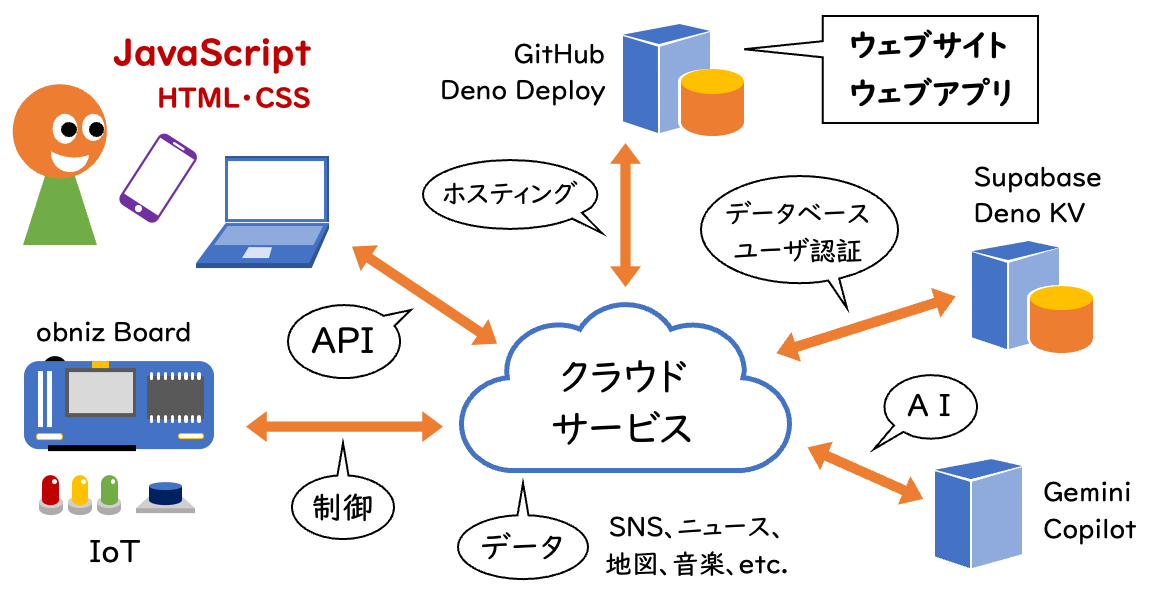 JavaScript
HTML・CSS
GitHub
Deno Deploy
ウェブサイト
ウェブアプリ
ホスティング
データベース
ユーザ認証
Supabase
Deno KV
obniz Board
API
クラウド
サービス
AI
制御
データ
SNS、ニュース、
地図、音楽、etc.
Gemini
Copilot
IoT